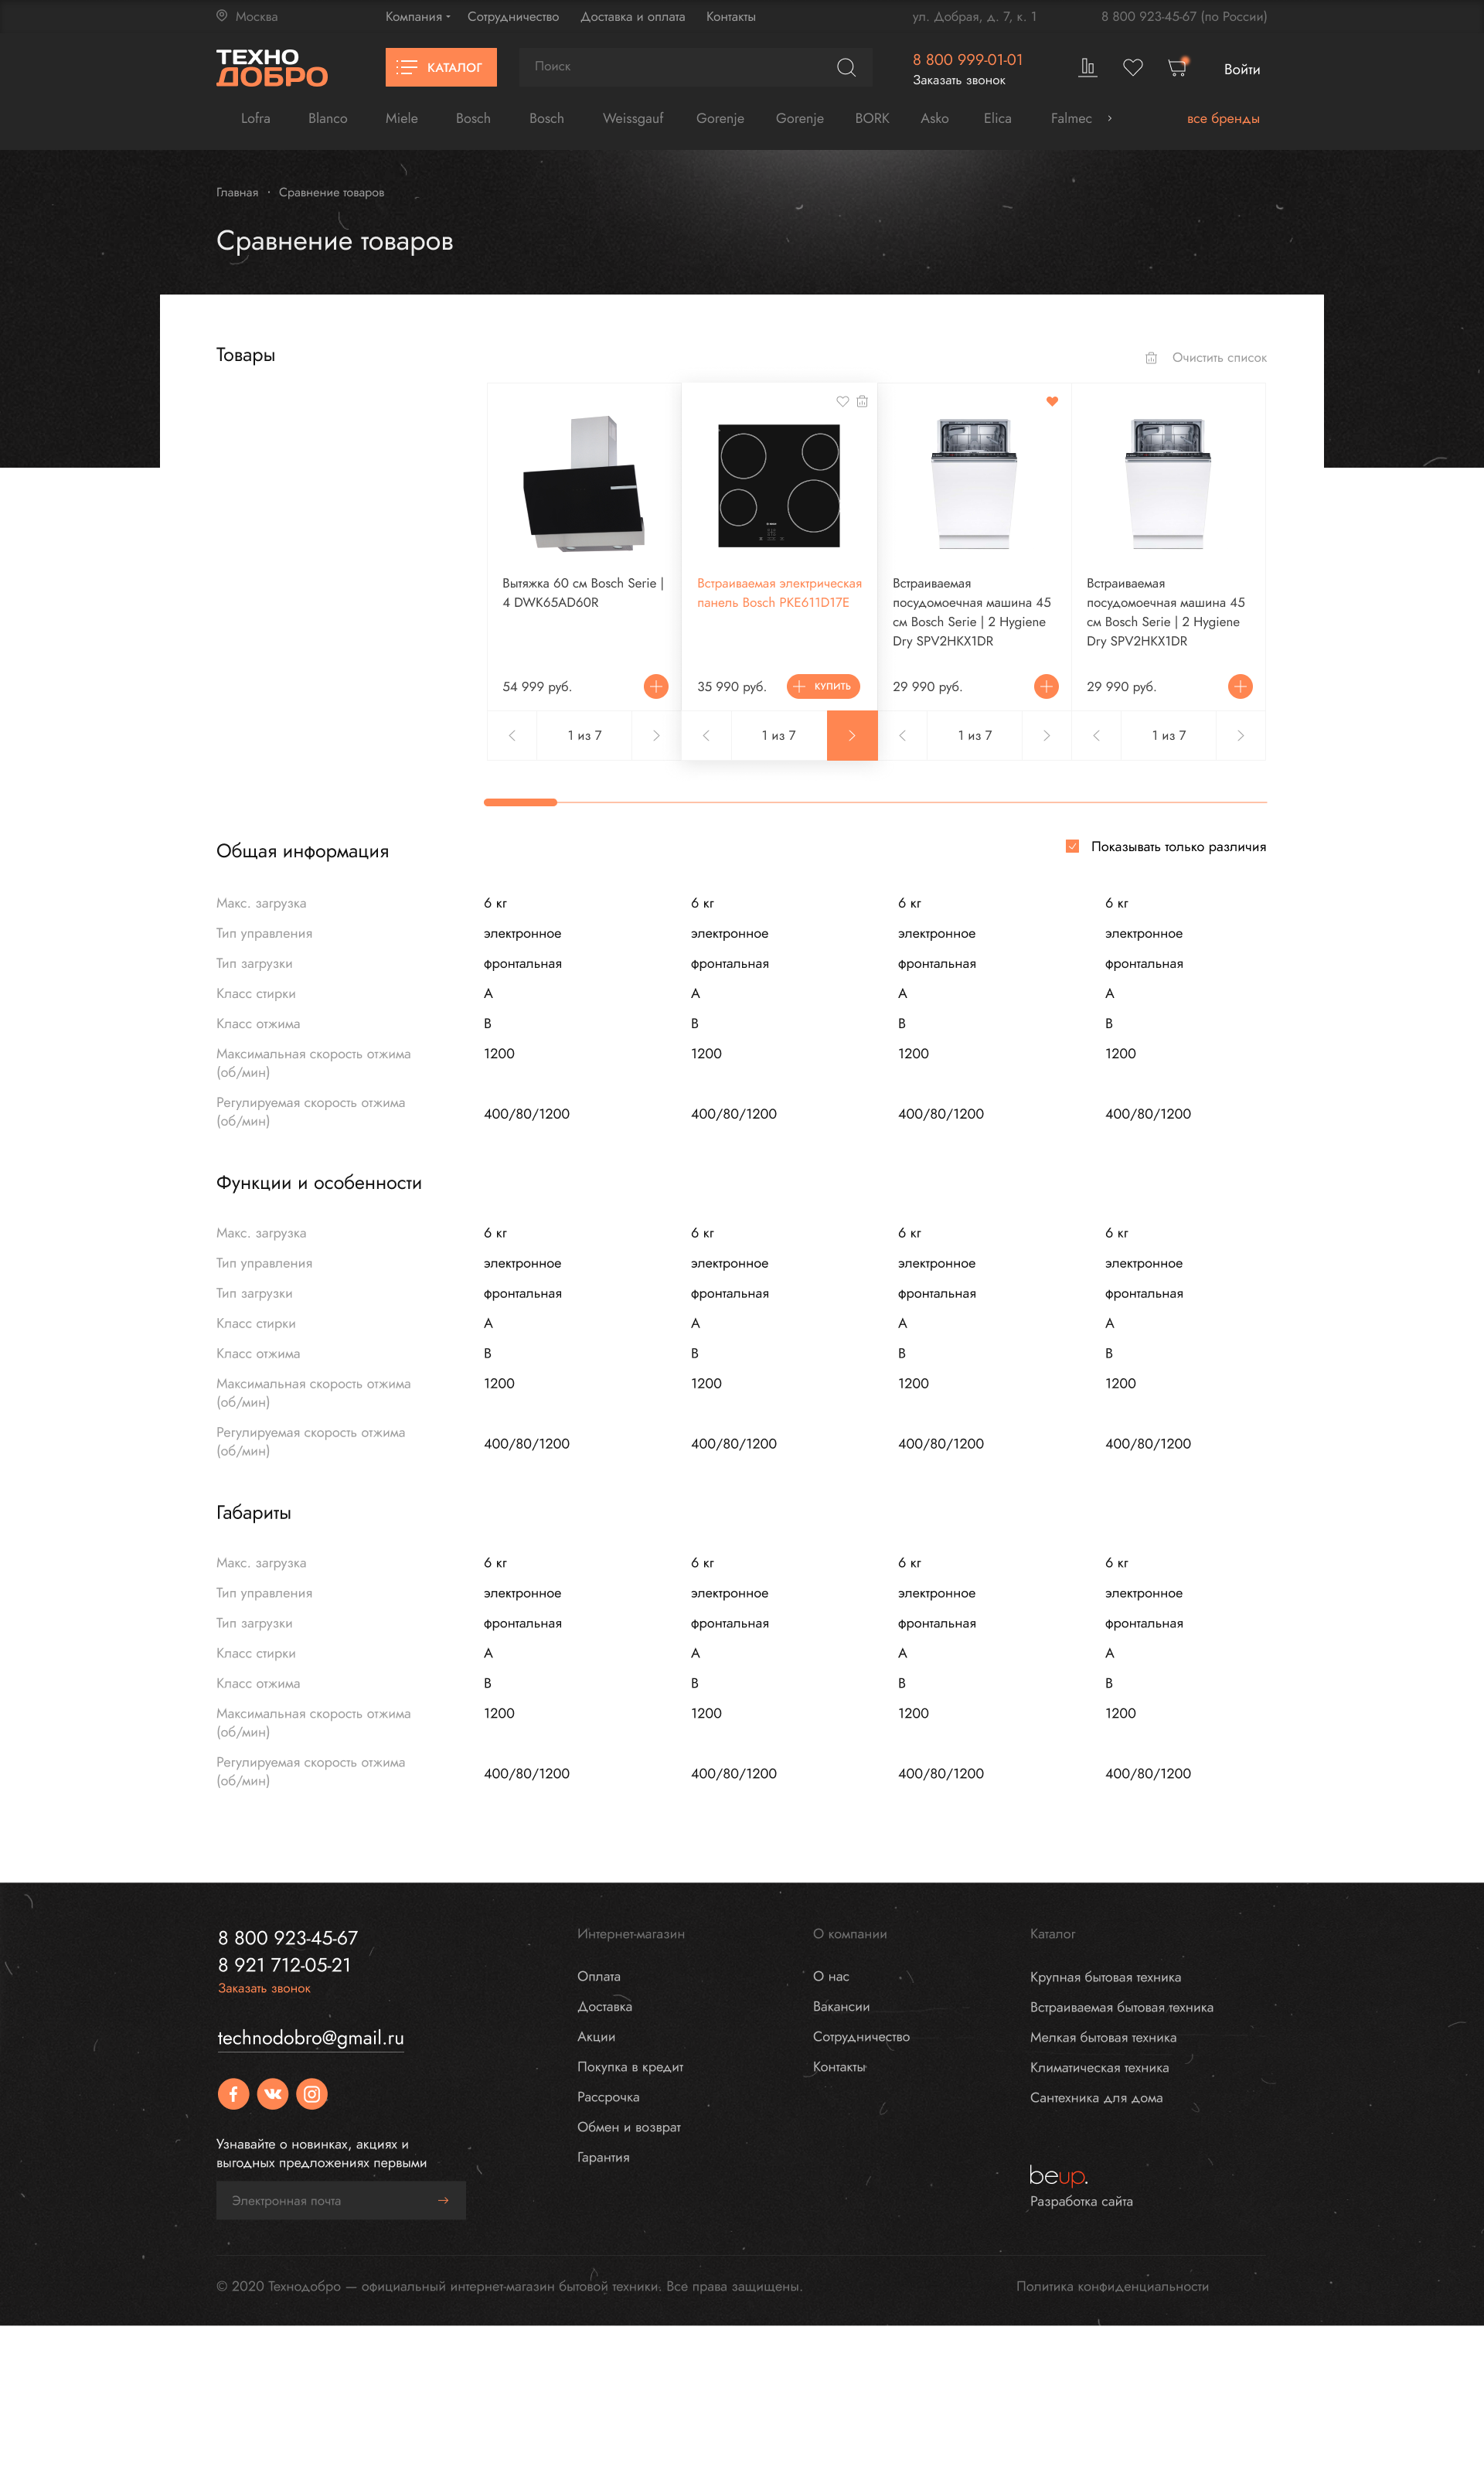 Москва
Компания
Сотрудничество
Доставка и оплата
Контакты
ул. Добрая, д. 7, к. 1
8 800 923-45-67 (по России)
ТЕХНО
ДОБРО
КАТАЛОГ
Поиск
8 800 999-01-01
Заказать звонок
Войти
Lofra
Blanco
Miele
Bosch
Bosch
Weissgauf
Gorenje
Gorenje
BORK
Asko
Elica
Falmec
все бренды
Главная • Сравнение товаров
Сравнение товаров
Товары
Очистить список
Вытяжка 60 см Bosch Serie |
4 DWK65AD60R
54 999 руб.
1 из 7
Встраиваемая электрическая
панель Bosch PKE611D17E
35 990 руб.
КУПИТЬ
1 из 7
Встраиваемая
посудомоечная машина 45
см Bosch Serie | 2 Hygiene
Dry SPV2HKX1DR
29 990 руб.
1 из 7
Встраиваемая
посудомоечная машина 45
см Bosch Serie | 2 Hygiene
Dry SPV2HKX1DR
29 990 руб.
1 из 7
Общая информация
Показывать только различия
Макс. загрузка 6 кг 6 кг 6 кг 6 кг
Тип управления электронное электронное электронное электронное
Тип загрузки фронтальная фронтальная фронтальная фронтальная
Класс стирки A A A A
Класс отжима B B B B
Максимальная скорость отжима 1200 1200 1200 1200
(об/мин)
Регулируемая скорость отжима
(об/мин) 400/80/1200 400/80/1200 400/80/1200 400/80/1200
Функции и особенности
Макс. загрузка 6 кг 6 кг 6 кг 6 кг
Тип управления электронное электронное электронное электронное
Тип загрузки фронтальная фронтальная фронтальная фронтальная
Класс стирки A A A A
Класс отжима B B B B
Максимальная скорость отжима 1200 1200 1200 1200
(об/мин)
Регулируемая скорость отжима
(об/мин) 400/80/1200 400/80/1200 400/80/1200 400/80/1200
Габариты
Макс. загрузка 6 кг 6 кг 6 кг 6 кг
Тип управления электронное электронное электронное электронное
Тип загрузки фронтальная фронтальная фронтальная фронтальная
Класс стирки A A A A
Класс отжима B B B B
Максимальная скорость отжима 1200 1200 1200 1200
(об/мин)
Регулируемая скорость отжима
(об/мин) 400/80/1200 400/80/1200 400/80/1200 400/80/1200
8 800 923-45-67
8 921 712-05-21
Заказать звонок
technodobro@gmail.ru
Узнавайте о новинках, акциях и
выгодных предложениях первыми
Электронная почта
Интернет-магазин
Оплата
Доставка
Акции
Покупка в кредит
Рассрочка
Обмен и возврат
Гарантия
О компании
О нас
Вакансии
Сотрудничество
Контакты
Каталог
Крупная бытовая техника
Встраиваемая бытовая техника
Мелкая бытовая техника
Климатическая техника
Сантехника для дома
beup.
Разработка сайта
© 2020 Технодобро — официальный интернет-магазин бытовой техники. Все права защищены.
Политика конфиденциальности